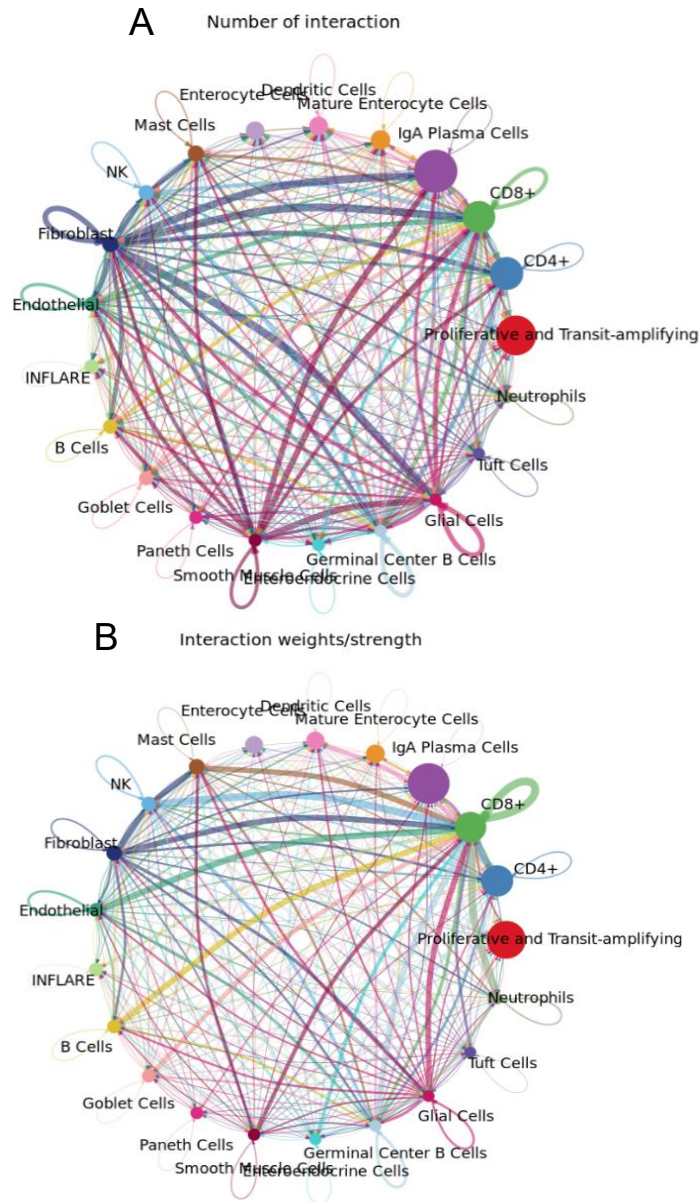 A
Number of interaction
Dendritic Cells
Enterocyte Cells
Mature Enterocyte Cells
Mast Cells
IgA Plasma Cells
NK
CD8+
Fibroblast
CD4+
Endothelial
Proliferative and Transit-amplifying
INFLARE
Neutrophils
B Cells
Tuft Cells
Goblet Cells
Glial Cells
Paneth Cells
Germinal Center B Cells
Smooth Muscle Cells
Enteroendocrine Cells
B
Interaction weights/strength
Dendritic Cells
Enterocyte Cells
Mature Enterocyte Cells
Mast Cells
IgA Plasma Cells
NK
CD8+
Fibroblast
CD4+
Endothelial
Proliferative and Transit-amplifying
INFLARE
Neutrophils
B Cells
Tuft Cells
Goblet Cells
Glial Cells
Paneth Cells
Germinal Center B Cells
Smooth Muscle Cells
Enteroendocrine Cells